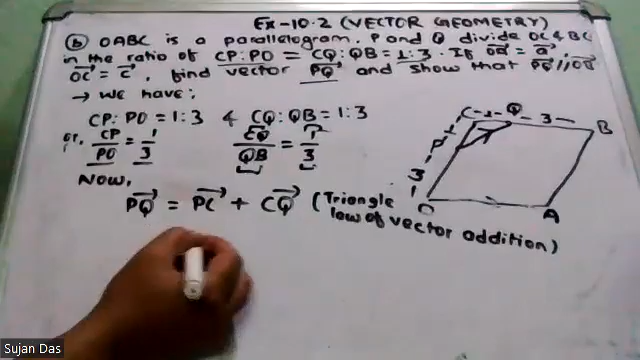 Ex-10.2 (VECTOR GEOMETRY)
(b) OABC is a parallelogram. P and Q divide OC & BC
in the ratio of CP:PO = CQ:QB = 1:3. If OA = a,
OC = c, find vector PQ and show that PQ // OB
→ We have:
CP:PO = 1:3 & CQ:QB = 1:3
or, CP/PO = 1/3 CQ/QB = 1/3
Now,
PQ = PC + CQ (Triangle
law of vector addition)
C -1- Q - 3 -
B
P
1
3
O
A
Sujan Das